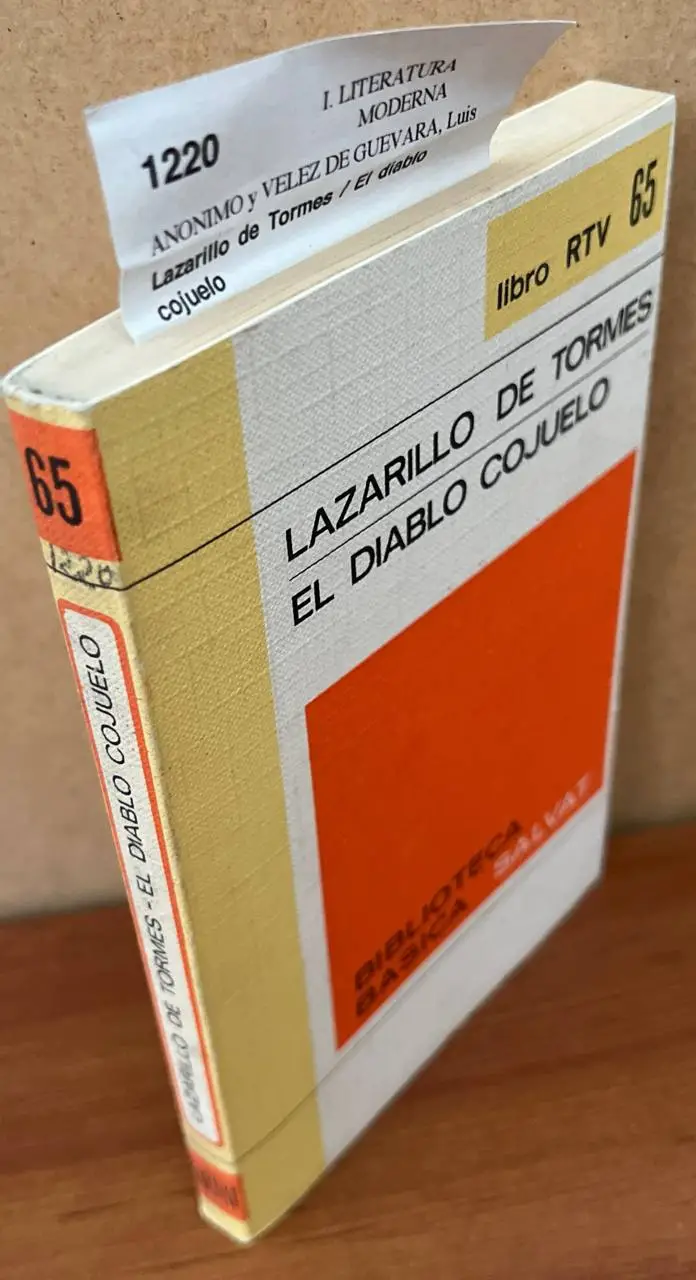 I. LITERATURA
MODERNA
1220
ANONIMO y VELEZ DE GUEVARA, Luis
Lazarillo de Tormes / El diablo
cojuelo
libro RTV 65
LAZARILLO DE TORMES
EL DIABLO COJUELO
BIBLIOTECA
BASICA SALVAT
65
1220
LAZARILLO DE TORMES - EL DIABLO COJUELO